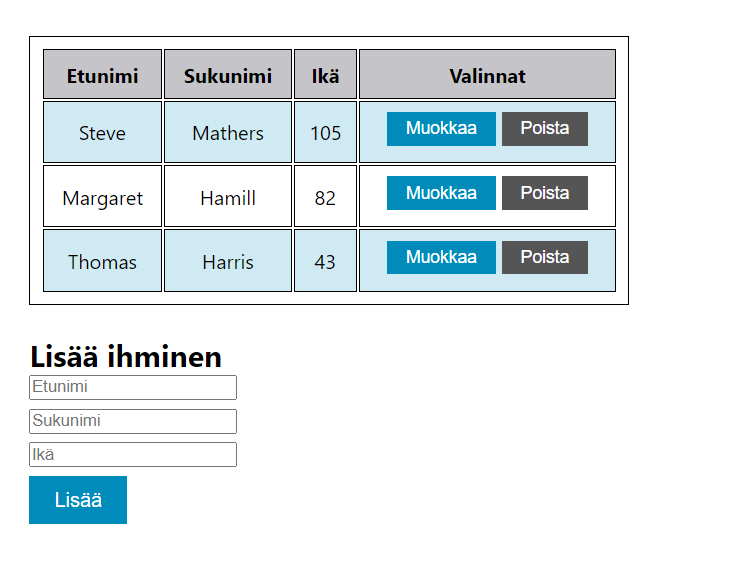 Etunimi Sukunimi Ikä Valinnat
Steve Mathers 105 Muokkaa Poista
Margaret Hamill 82 Muokkaa Poista
Thomas Harris 43 Muokkaa Poista
Lisää ihminen
Etunimi
Sukunimi
Ikä
Lisää